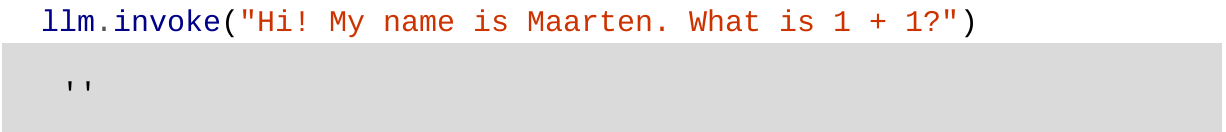 llm.invoke("Hi! My name is Maarten. What is 1 + 1?")
''